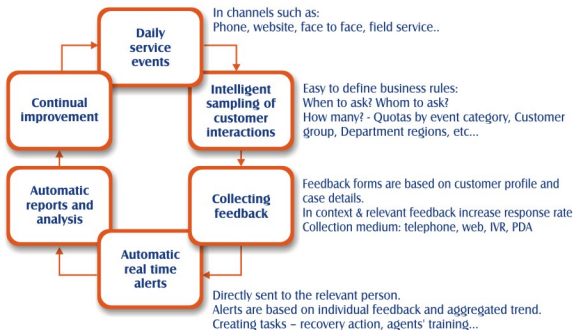 Daily
service
events
In channels such as:
Phone, website, face to face, field service..
Intelligent
sampling of
customer
interactions
Easy to define business rules:
When to ask? Whom to ask?
How many? - Quotas by event category, Customer
group, Department regions, etc...
Collecting
feedback
Feedback forms are based on customer profile and
case details.
In context & relevant feedback increase response rate
Collection medium: telephone, web, IVR, PDA
Automatic
real time
alerts
Directly sent to the relevant person.
Alerts are based on individual feedback and aggregated trend.
Creating tasks – recovery action, agents' training...
Automatic
reports and
analysis
Continual
improvement